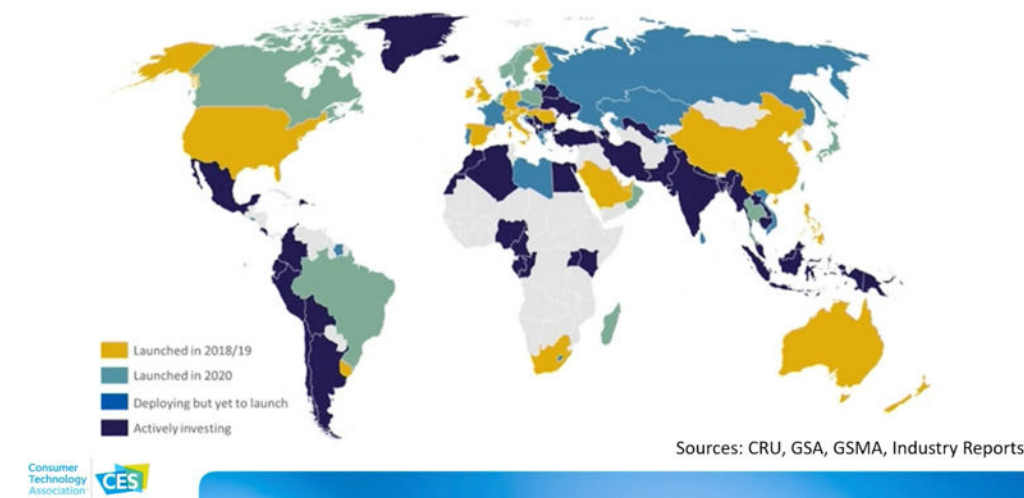 Launched in 2018/19
Launched in 2020
Deploying but yet to launch
Actively investing
Sources: CRU, GSA, GSMA, Industry Reports
Consumer
Technology
Association
CES